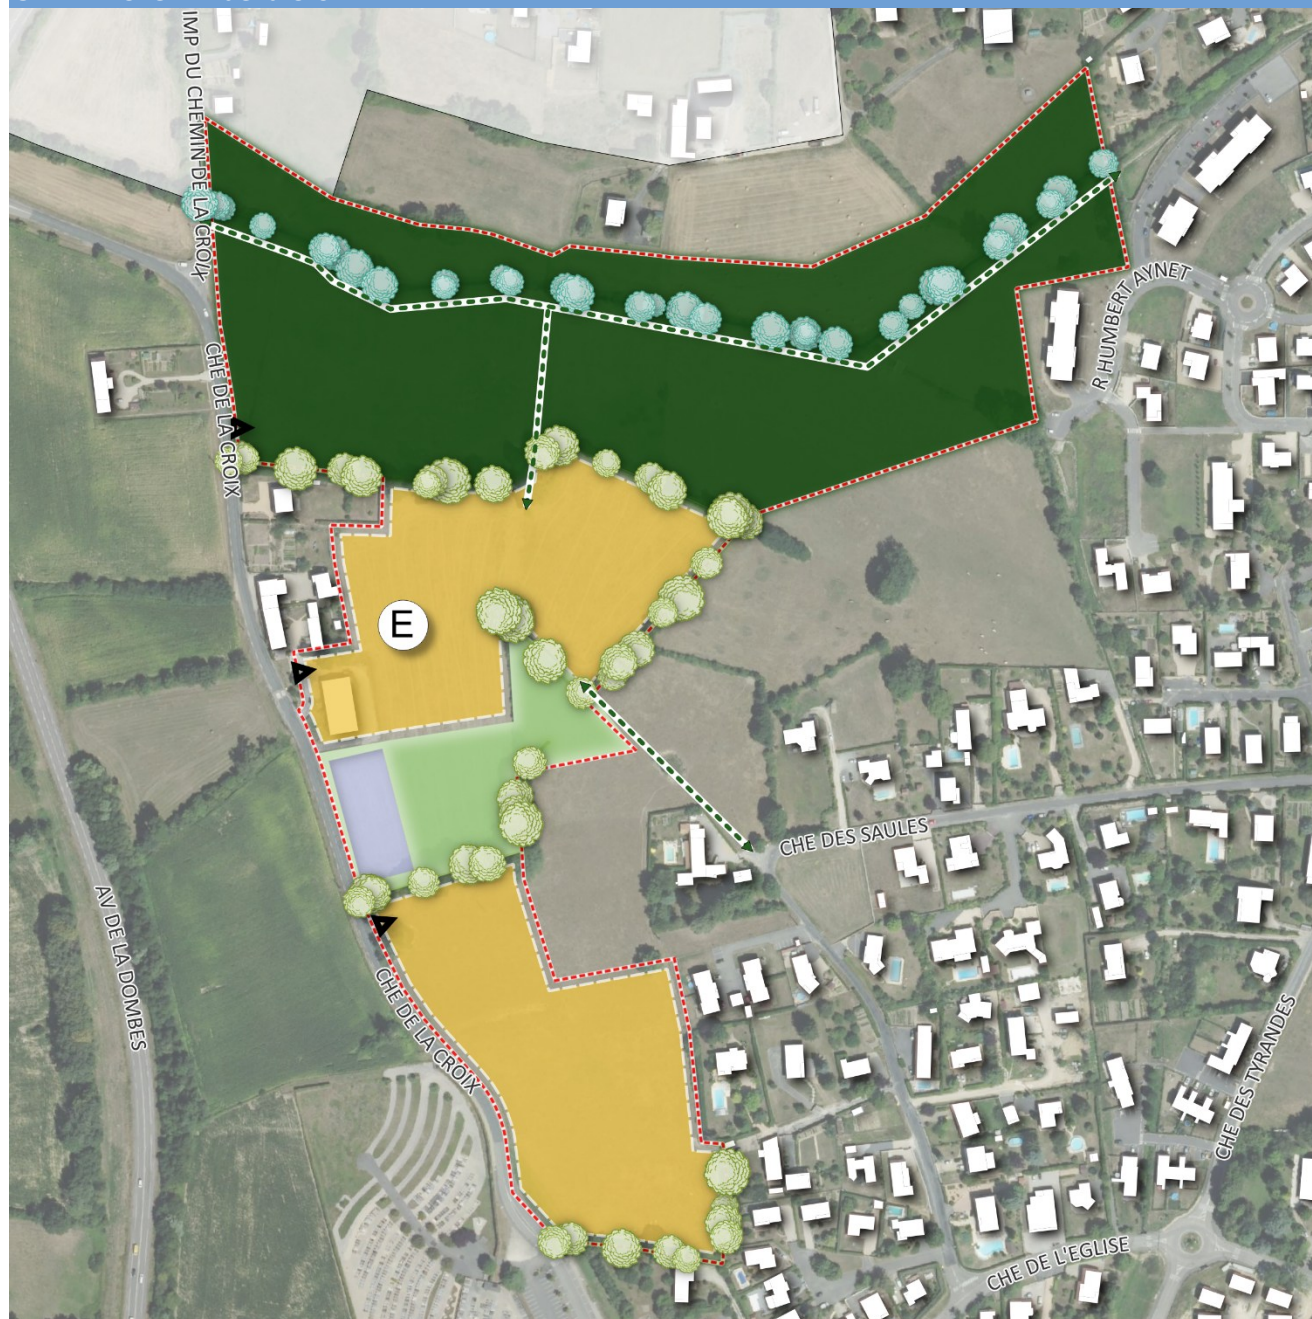 IMP DU CHEMIN DE LA CROIX
R HUMBERT AYNET
CHE DE LA CROIX
E
CHE DES SAULES
AV DE LA DOMBES
CHE DE LA CROIX
CHE DES TYRANDES
CHE DE L'EGLISE